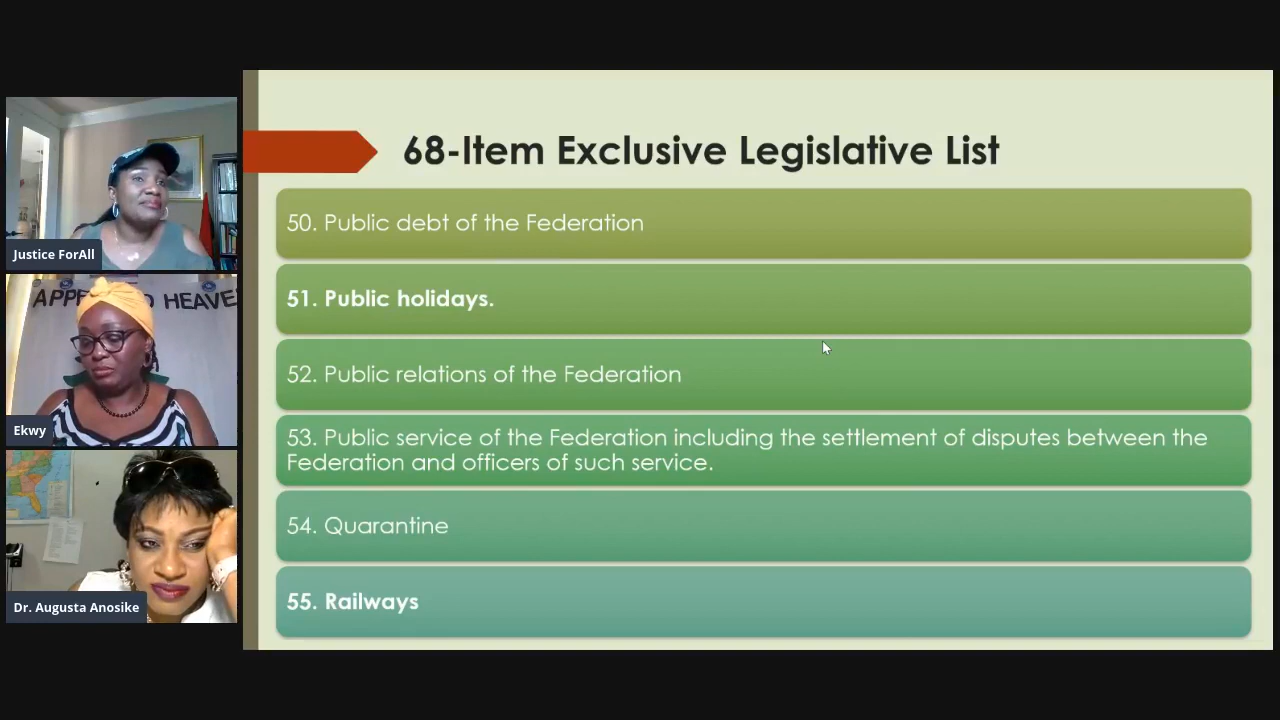 68-Item Exclusive Legislative List
50. Public debt of the Federation
51. Public holidays.
52. Public relations of the Federation
53. Public service of the Federation including the settlement of disputes between the
Federation and officers of such service.
54. Quarantine
55. Railways
Justice ForAll
APPE
O HEAVE
Ekwy
Dr. Augusta Anosike